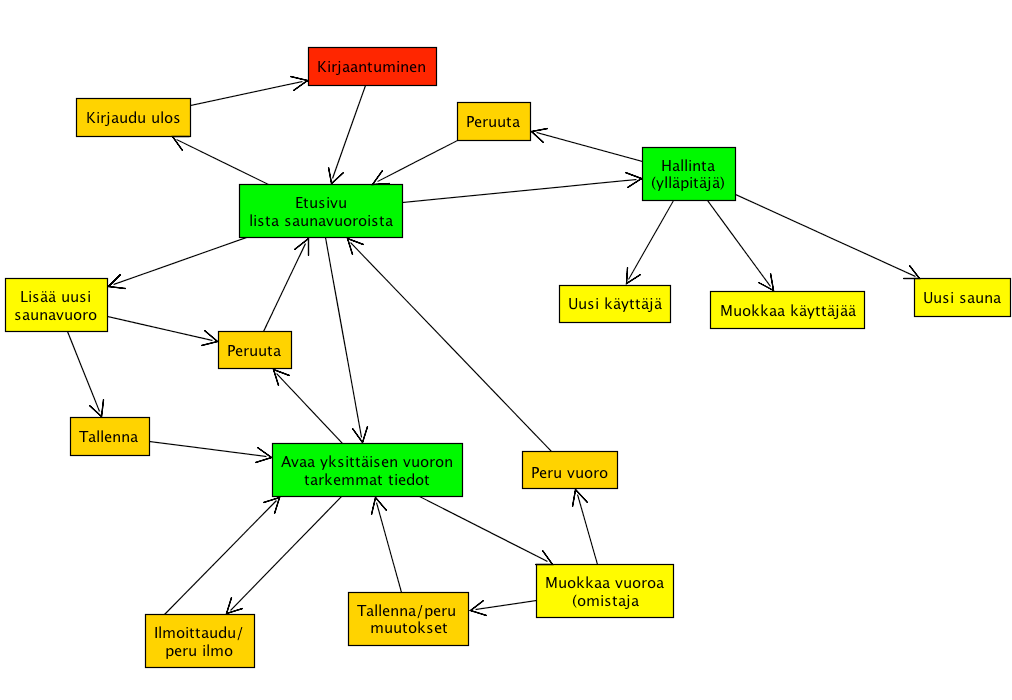 Kirjaantuminen
Kirjaudu ulos
Peruuta
Hallinta
(ylläpitäjä)
Etusivu
lista saunavuoroista
Lisää uusi
saunavuoro
Uusi käyttäjä
Muokkaa käyttäjää
Uusi sauna
Peruuta
Tallenna
Avaa yksittäisen vuoron
tarkemmat tiedot
Peru vuoro
Muokkaa vuoroa
(omistaja
Tallenna/peru
muutokset
Ilmoittaudu/
peru ilmo